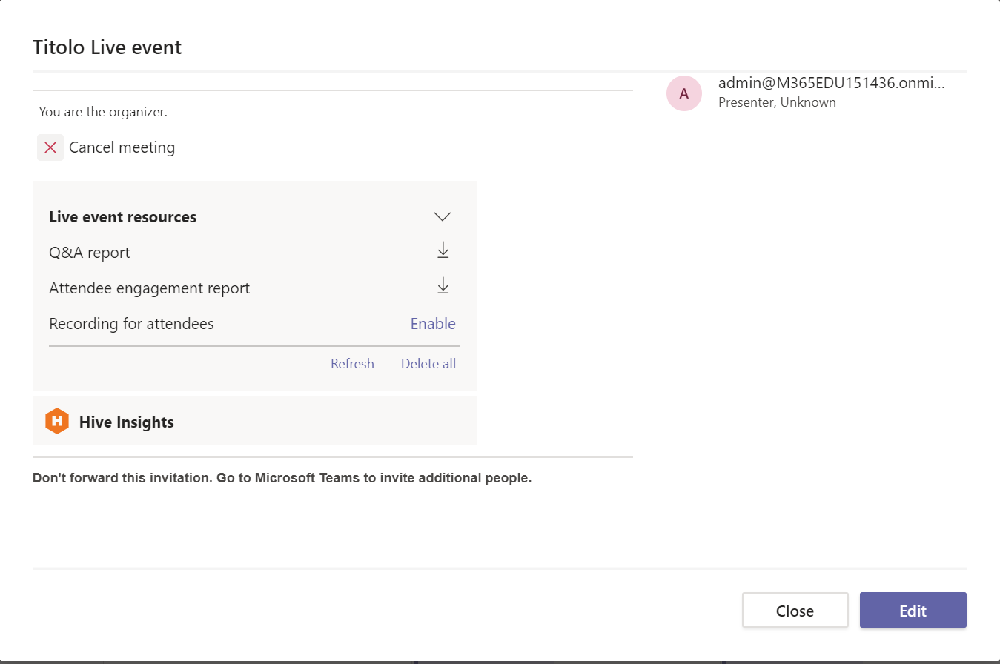 Titolo Live event
admin@M365EDU151436.onmi...
Presenter, Unknown
You are the organizer.
Cancel meeting
Live event resources
Q&A report
Attendee engagement report
Recording for attendees Enable
Refresh Delete all
H Hive Insights
Don't forward this invitation. Go to Microsoft Teams to invite additional people.
Close Edit
A